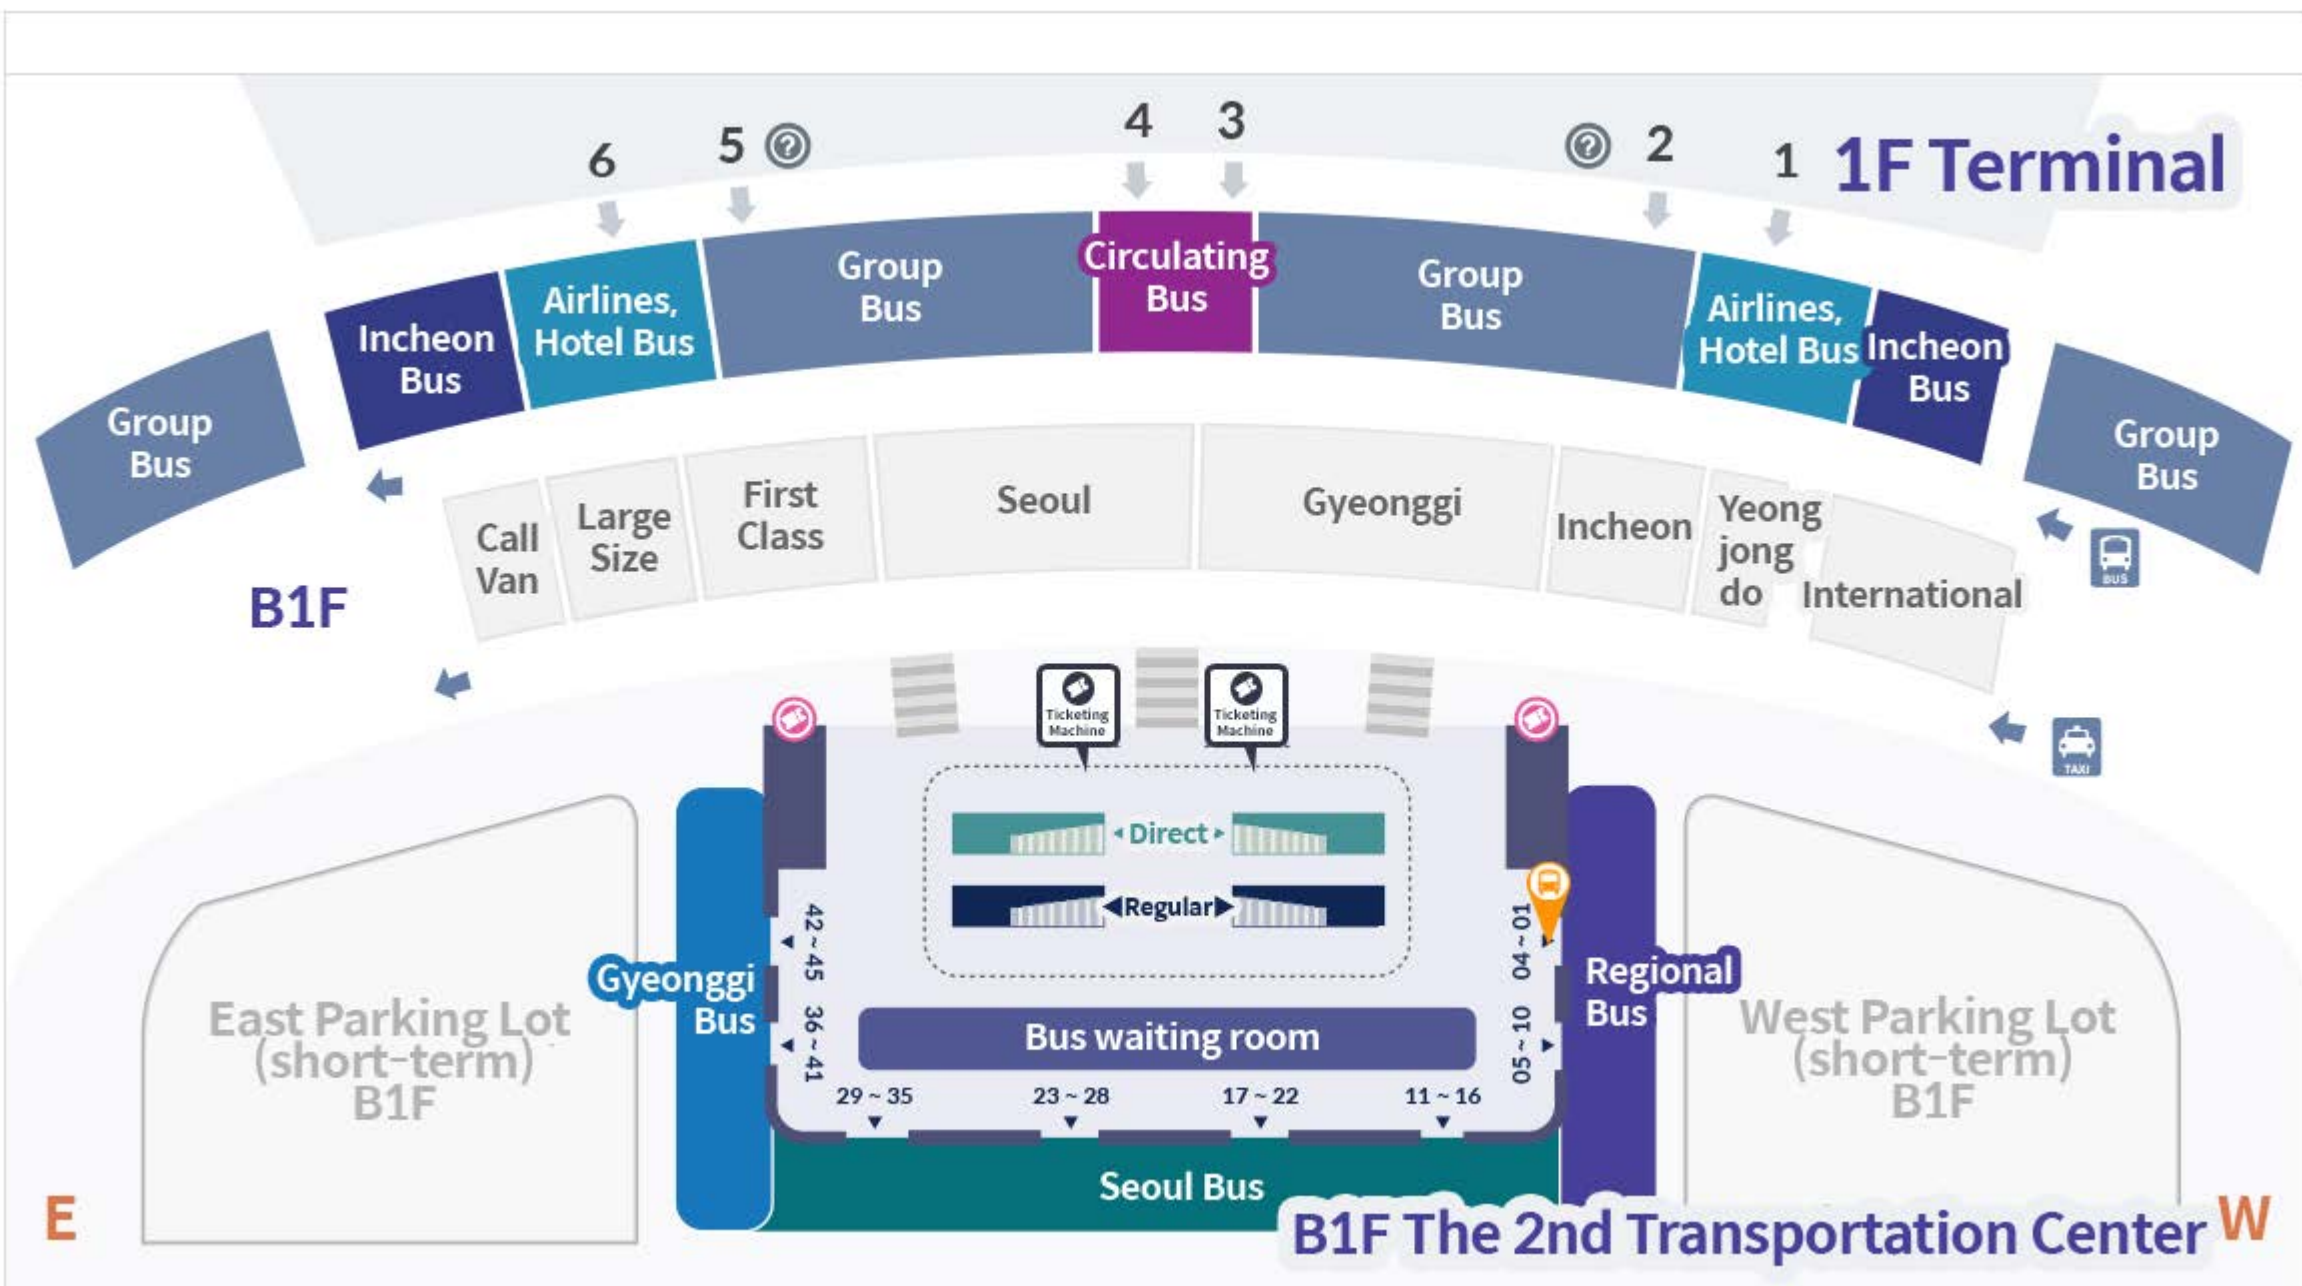 4
3
5
2
6
1
1F Terminal
Group
Bus
Incheon
Bus
Airlines,
Hotel Bus
Group
Bus
Circulating
Bus
Group
Bus
Airlines,
Hotel Bus
Incheon
Bus
Group
Bus
Call
Van
Large
Size
First
Class
Seoul
Gyeonggi
Incheon
Yeong
jong
do
International
BUS
B1F
Ticketing
Machine
Ticketing
Machine
TAXI
Direct
Regular
42 ~ 45
36 ~ 41
04 ~ 01
05 ~ 10
Gyeonggi
Bus
Regional
Bus
East Parking Lot
(short-term)
B1F
West Parking Lot
(short-term)
B1F
Bus waiting room
29 ~ 35
23 ~ 28
17 ~ 22
11 ~ 16
Seoul Bus
E
B1F The 2nd Transportation Center
W